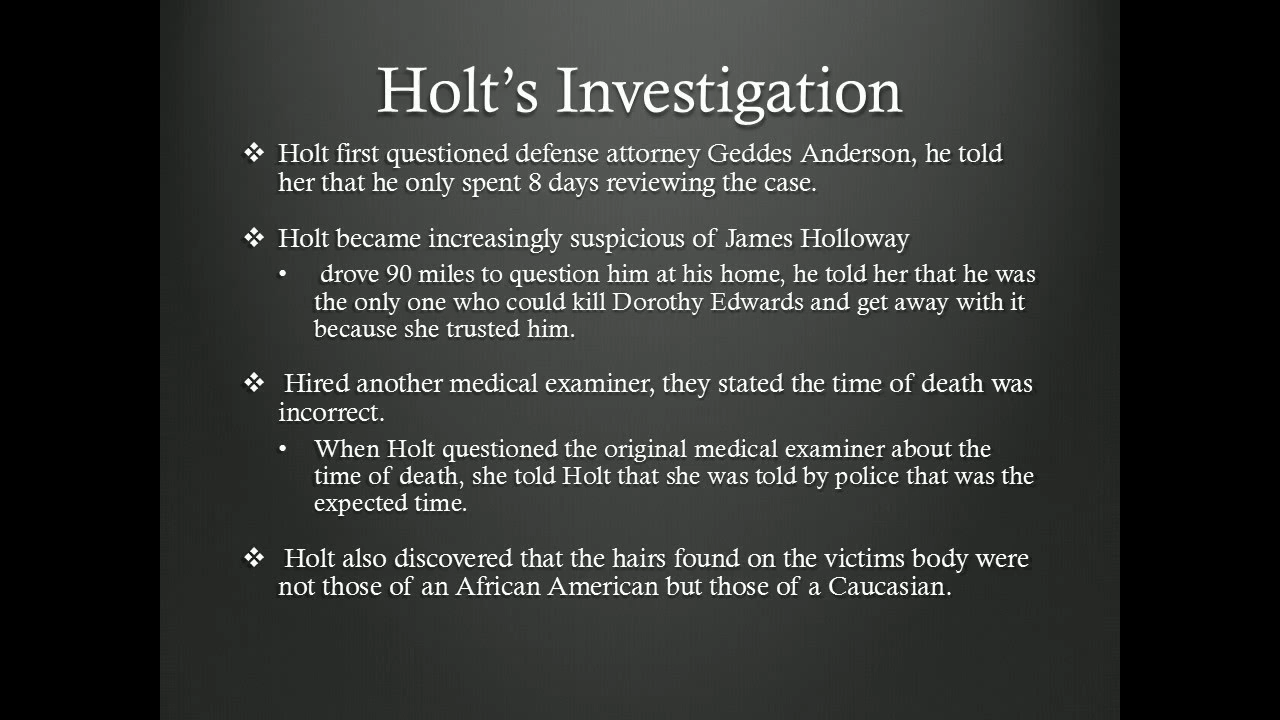 Holt’s Investigation
❖ Holt first questioned defense attorney Geddes Anderson, he told
her that he only spent 8 days reviewing the case.
❖ Holt became increasingly suspicious of James Holloway
• drove 90 miles to question him at his home, he told her that he was
the only one who could kill Dorothy Edwards and get away with it
because she trusted him.
❖ Hired another medical examiner, they stated the time of death was
incorrect.
• When Holt questioned the original medical examiner about the
time of death, she told Holt that she was told by police that was the
expected time.
❖ Holt also discovered that the hairs found on the victims body were
not those of an African American but those of a Caucasian.